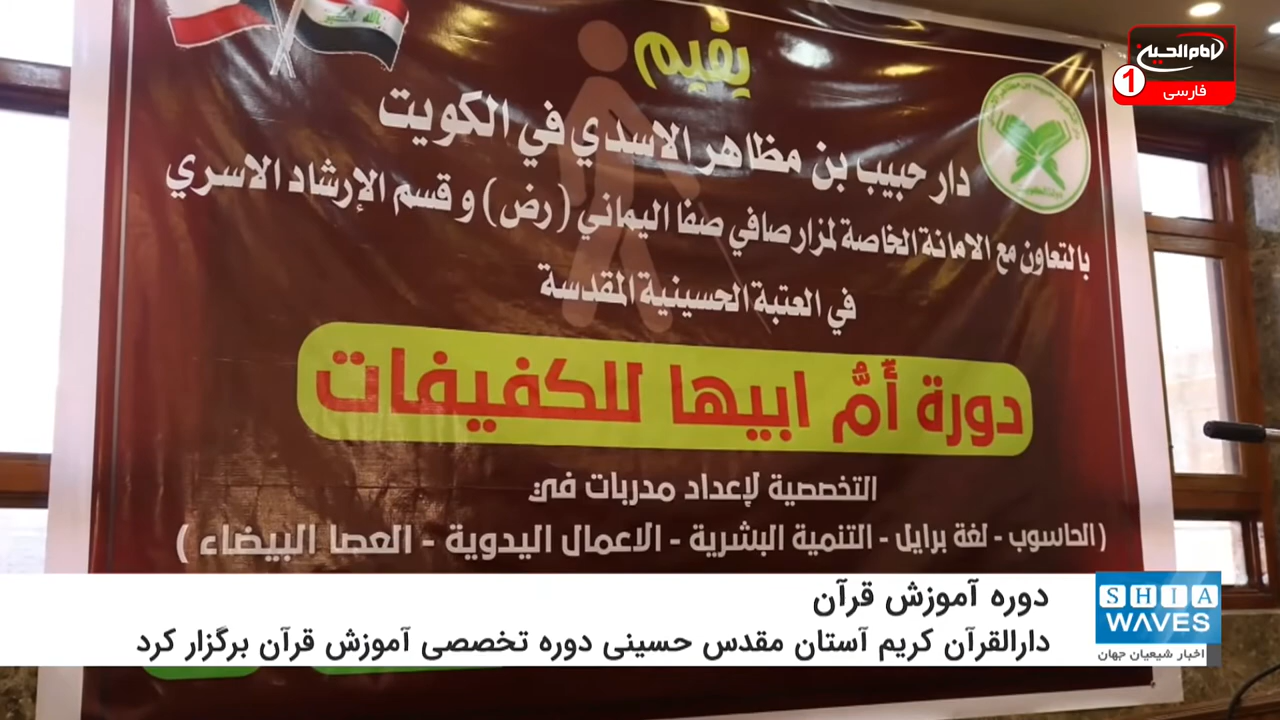 يقيم
دار حبيب بن مظاهر الاسدي في الكويت
بالتعاون مع الامانة الخاصة لمزار صافي صفا اليماني (رض) و قسم الإرشاد الاسري
في العتبة الحسينية المقدسة
دورة أُمُّ ابيها للكفيفات
التخصصية لإعداد مدربات في
( الحاسوب - لغة برايل - التنمية البشرية - الاعمال اليدوية - العصا البيضاء )
امام الحسین
1
فارسی
دوره آموزش قرآن
دارالقرآن کریم آستان مقدس حسینی دوره تخصصی آموزش قرآن برگزار کرد
SHIA
WAVES
اخبار شیعیان جهان